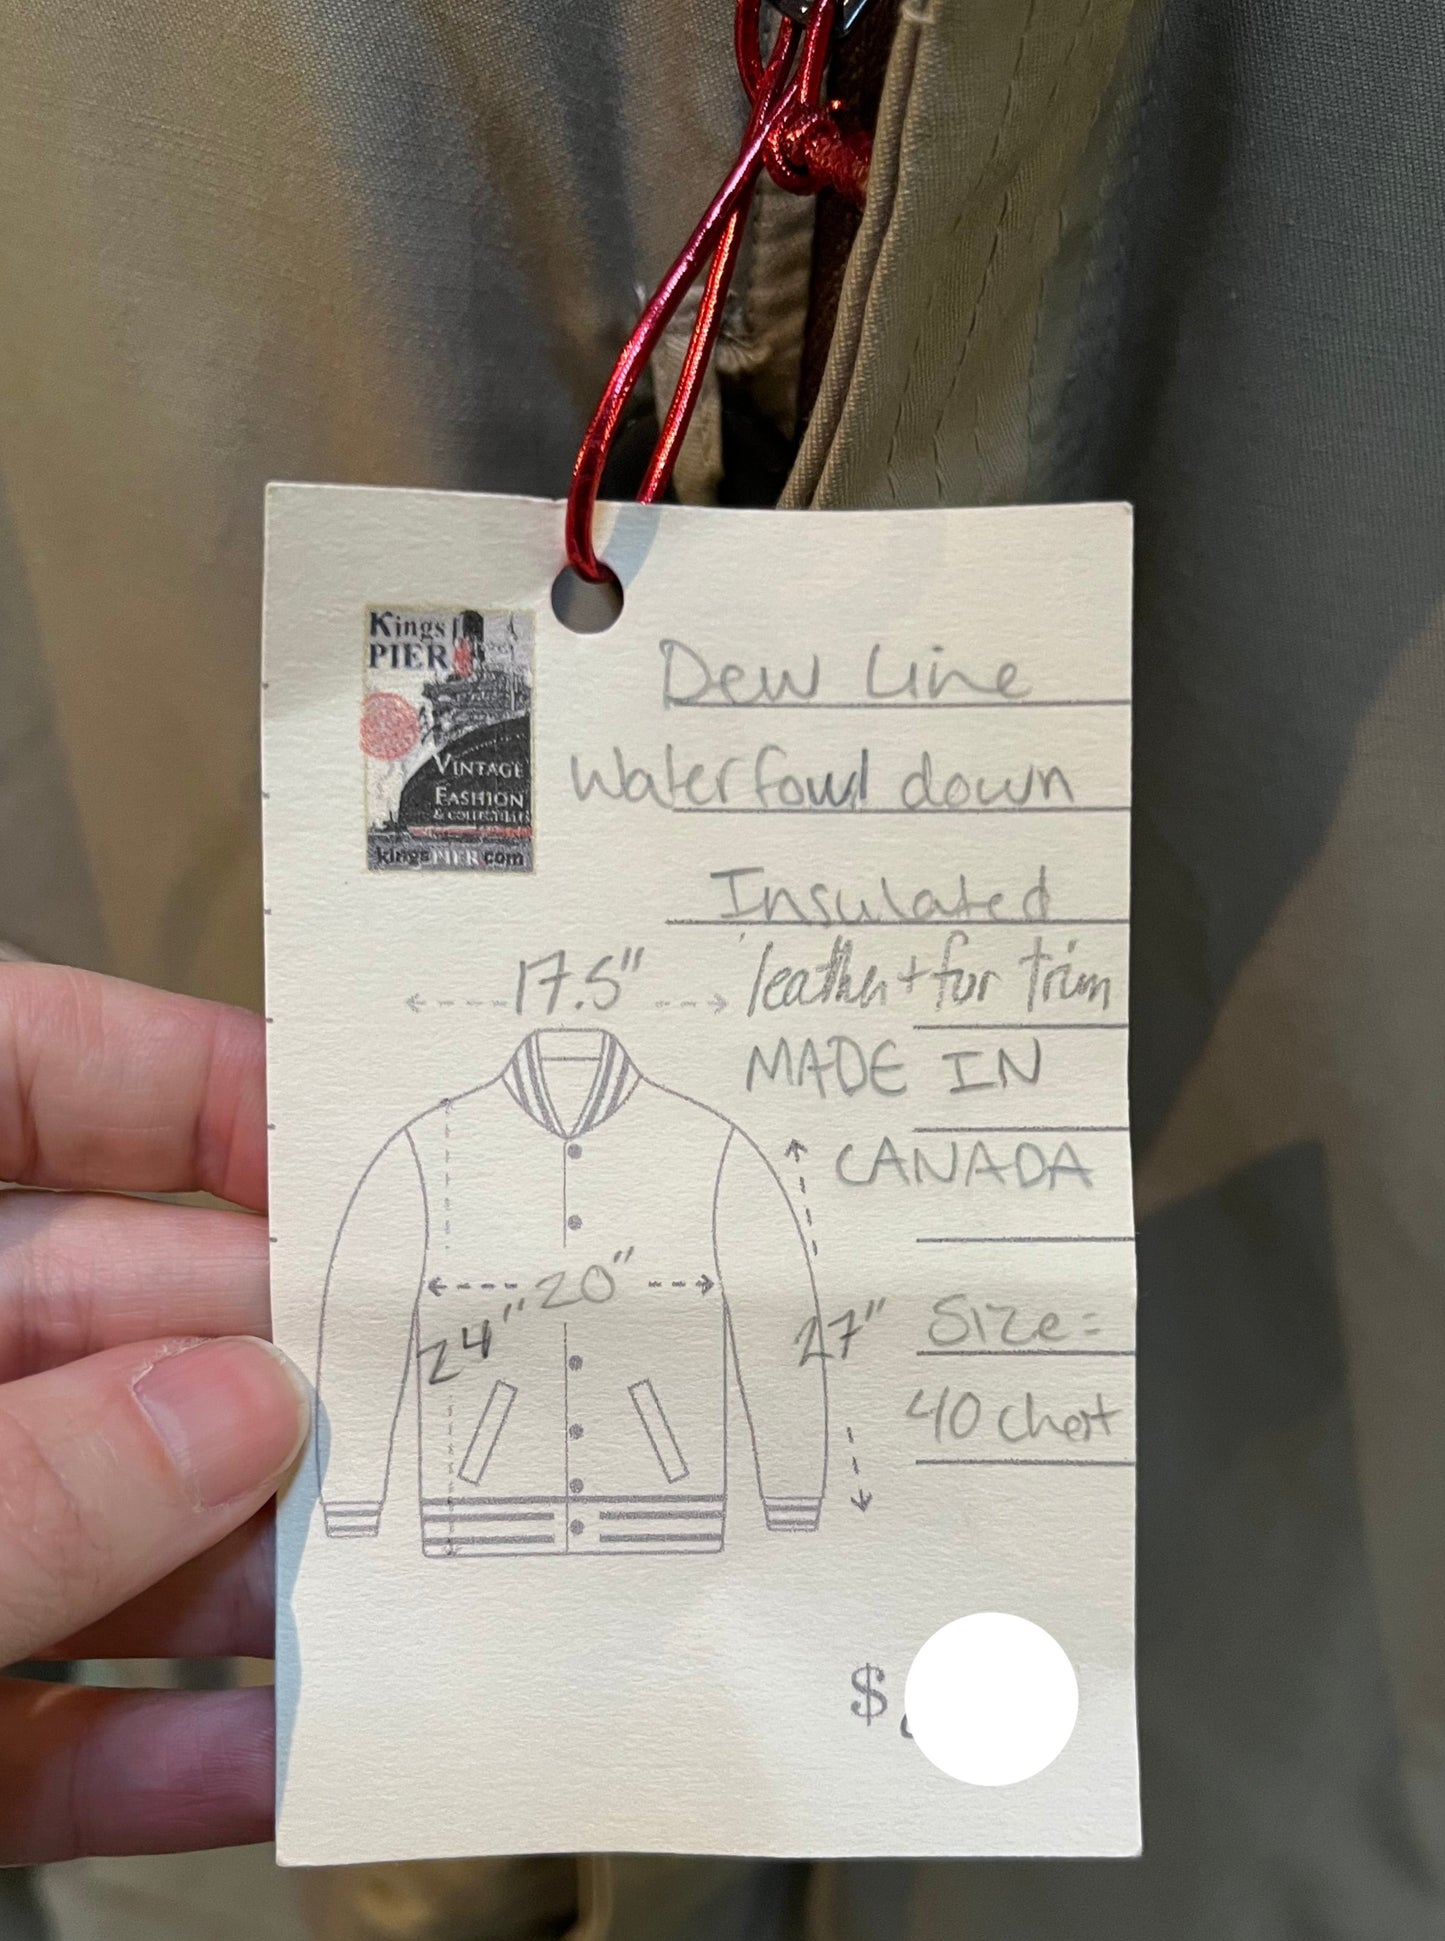 Kings
PIER
VINTAGE
FASHION
& COLLECTIBLES
kingsPIER.com
Dew Line
Waterfowl down
Insulated
leather + fur trim
MADE IN
CANADA
17.5"
20"
24"
27"
Size=
40 chest
$